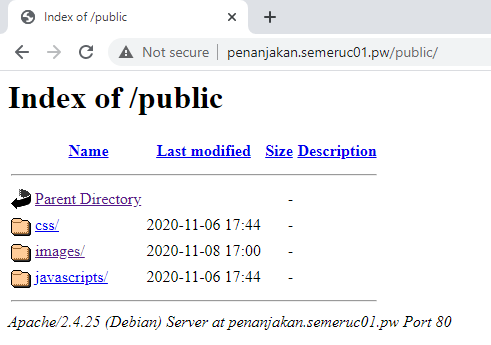 Index of /public
Not secure | penanjakan.semeruc01.pw/public/
Index of /public
Name Last modified Size Description
Parent Directory -
css/ 2020-11-06 17:44 -
images/ 2020-11-08 17:00 -
javascripts/ 2020-11-06 17:44 -
Apache/2.4.25 (Debian) Server at penanjakan.semeruc01.pw Port 80